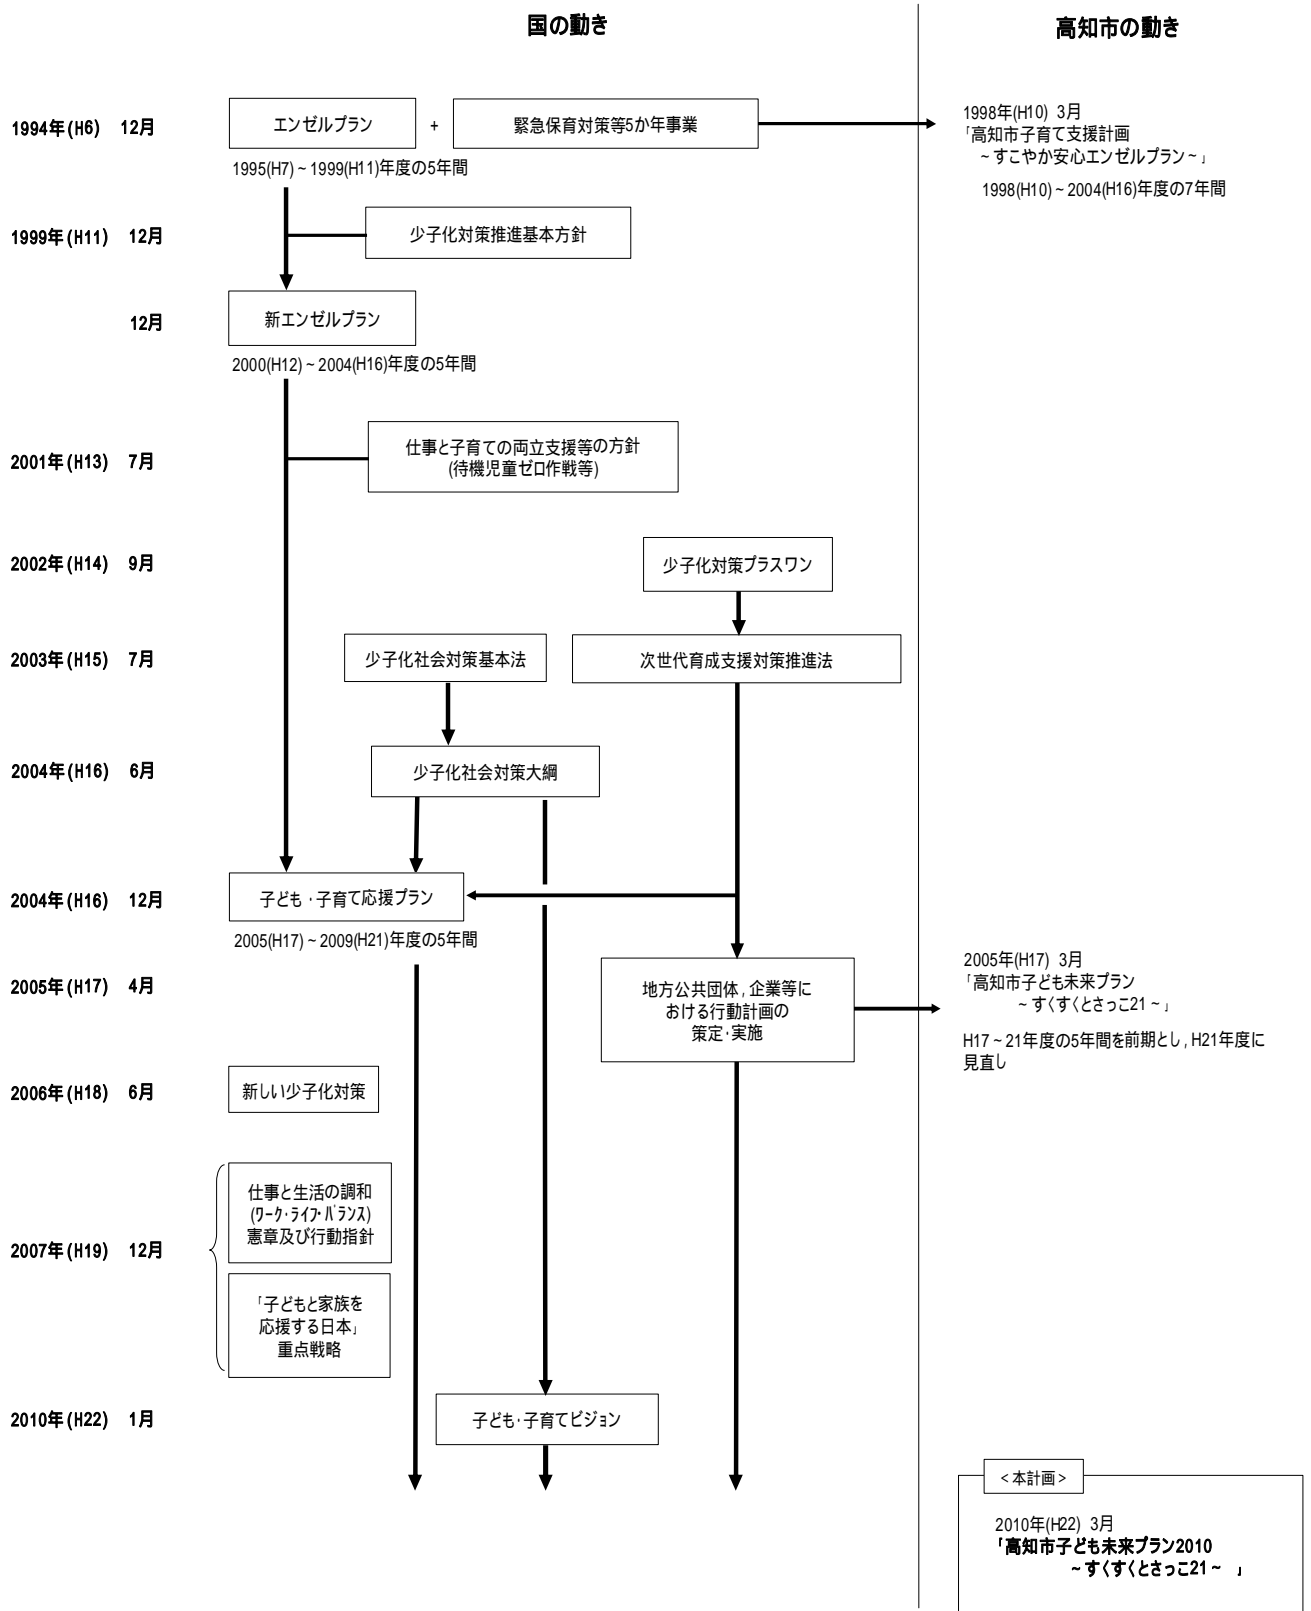 国の動き
高知市の動き
1994年(H6) 12月
エンゼルプラン
+
緊急保育対策等5か年事業
1998年(H10) 3月
「高知市子育て支援計画
～すこやか安心エンゼルプラン～」
1998(H10)～2004(H16)年度の7年間
1995(H7)～1999(H11)年度の5年間
1999年(H11) 12月
少子化対策推進基本方針
12月
新エンゼルプラン
2000(H12)～2004(H16)年度の5年間
2001年(H13) 7月
仕事と子育ての両立支援等の方針
(待機児童ゼロ作戦等)
2002年(H14) 9月
少子化対策プラスワン
2003年(H15) 7月
少子化社会対策基本法
次世代育成支援対策推進法
2004年(H16) 6月
少子化社会対策大綱
2004年(H16) 12月
子ども・子育て応援プラン
2005(H17)～2009(H21)年度の5年間
2005年(H17) 4月
地方公共団体，企業等に
おける行動計画の
策定・実施
2005年(H17) 3月
「高知市子ども未来プラン
～すくすくとさっこ21～」
H17～21年度の5年間を前期とし，H21年度に
見直し
2006年(H18) 6月
新しい少子化対策
2007年(H19) 12月
仕事と生活の調和
(ワーク・ライフ・バランス)
憲章及び行動指針
「子どもと家族を
応援する日本」
重点戦略
2010年(H22) 1月
子ども・子育てビジョン
<本計画>
2010年(H22) 3月
「高知市子ども未来プラン2010
～すくすくとさっこ21～ 」